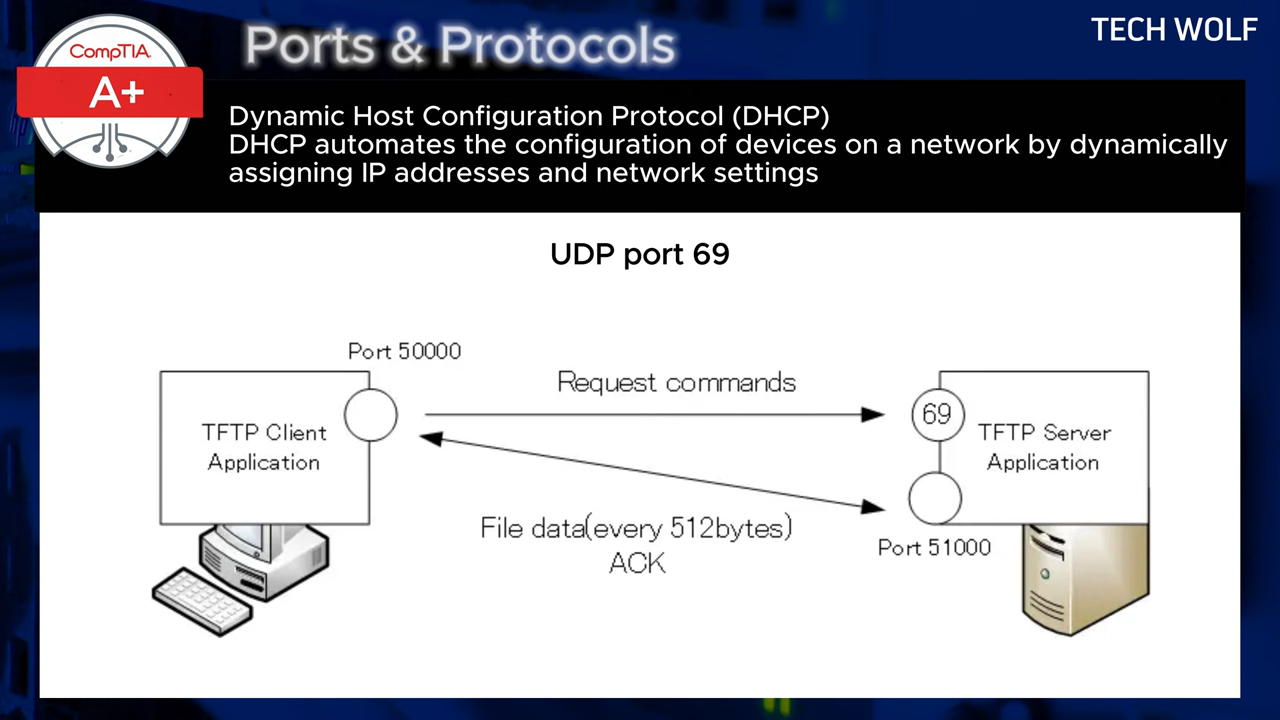 CompTIA.
A+
Ports & Protocols
TECH WOLF
Dynamic Host Configuration Protocol (DHCP)
DHCP automates the configuration of devices on a network by dynamically
assigning IP addresses and network settings
UDP port 69
Port 50000
Request commands
TFTP Client
Application
69
TFTP Server
Application
File data(every 512bytes)
ACK
Port 51000